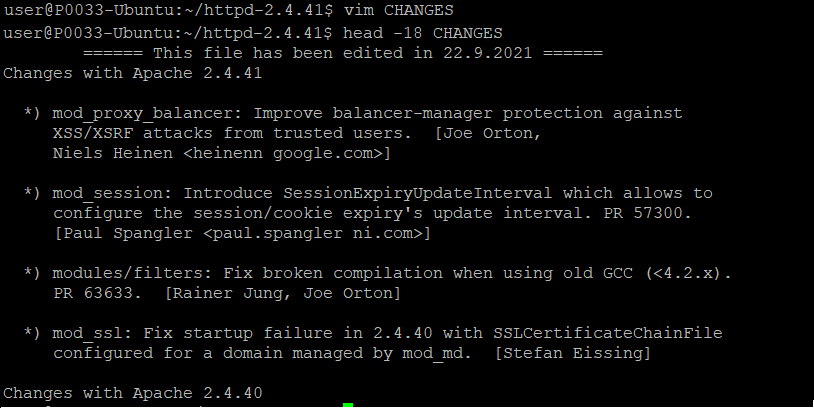 user@P0033-Ubuntu:~/httpd-2.4.41$ vim CHANGES
user@P0033-Ubuntu:~/httpd-2.4.41$ head -18 CHANGES
====== This file has been edited in 22.9.2021 ======
Changes with Apache 2.4.41
*) mod_proxy_balancer: Improve balancer-manager protection against
XSS/XSRF attacks from trusted users.  [Joe Orton,
Niels Heinen <heinenn google.com>]
*) mod_session: Introduce SessionExpiryUpdateInterval which allows to
configure the session/cookie expiry's update interval. PR 57300.
[Paul Spangler <paul.spangler ni.com>]
*) modules/filters: Fix broken compilation when using old GCC (<4.2.x).
PR 63633.  [Rainer Jung, Joe Orton]
*) mod_ssl: Fix startup failure in 2.4.40 with SSLCertificateChainFile
configured for a domain managed by mod_md.  [Stefan Eissing]
Changes with Apache 2.4.40